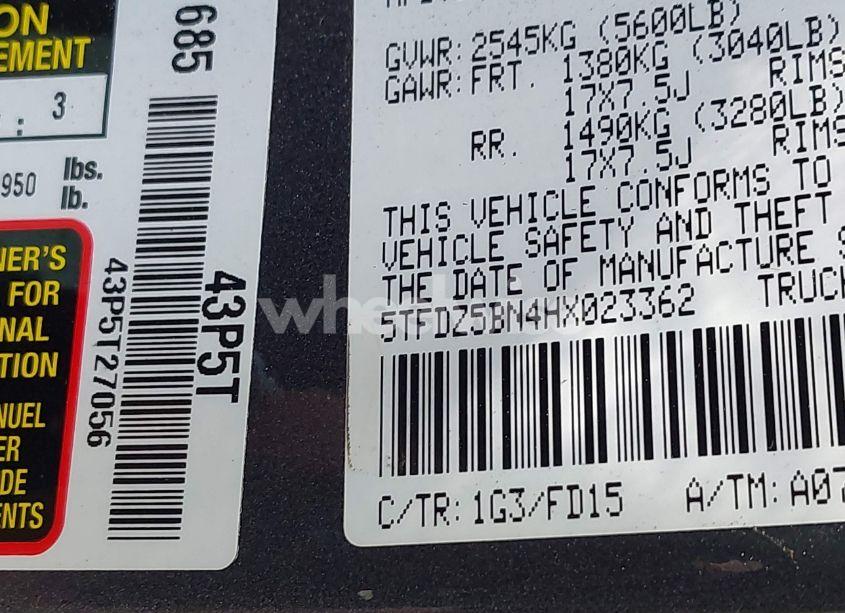 ON
EMENT
: 3
950 lbs.
lb.
NER'S
FOR
NAL
TION
NUEL
ER
DE
ENTS
685
43P5T27056
43P5T
GVWR: 2545KG (5600LB)
GAWR: FRT. 1380KG (3040LB)
17X7.5J RIMS
RR. 1490KG (3280LB)
17X7.5J RIMS
THIS VEHICLE CONFORMS TO
VEHICLE SAFETY AND THEFT
THE DATE OF MANUFACTURE S
5TFDZ5BN4HX023362 TRUCK
C/TR: 1G3/FD15 A/TM: A07